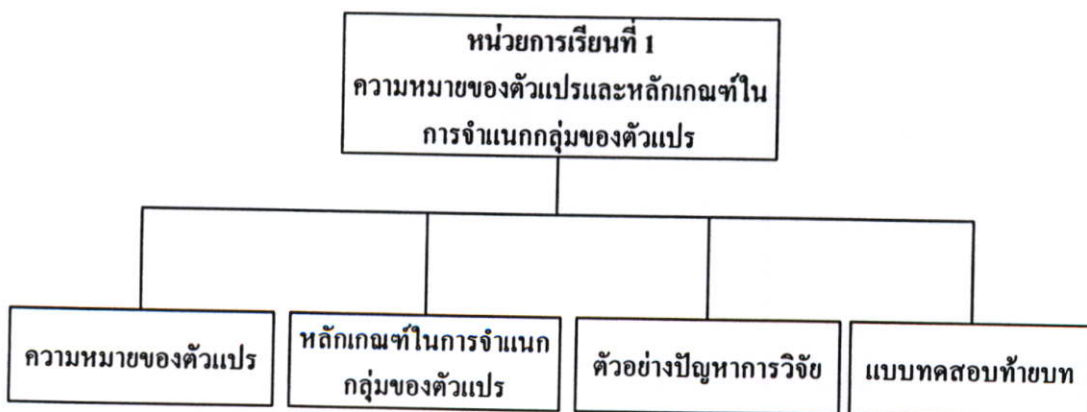 หน่วยการเรียนที่ 1
ความหมายของตัวแปรและหลักเกณฑ์ใน
การจำแนกกลุ่มของตัวแปร
ความหมายของตัวแปร
หลักเกณฑ์ในการจำแนก
กลุ่มของตัวแปร
ตัวอย่างปัญหาการวิจัย
แบบทดสอบท้ายบท